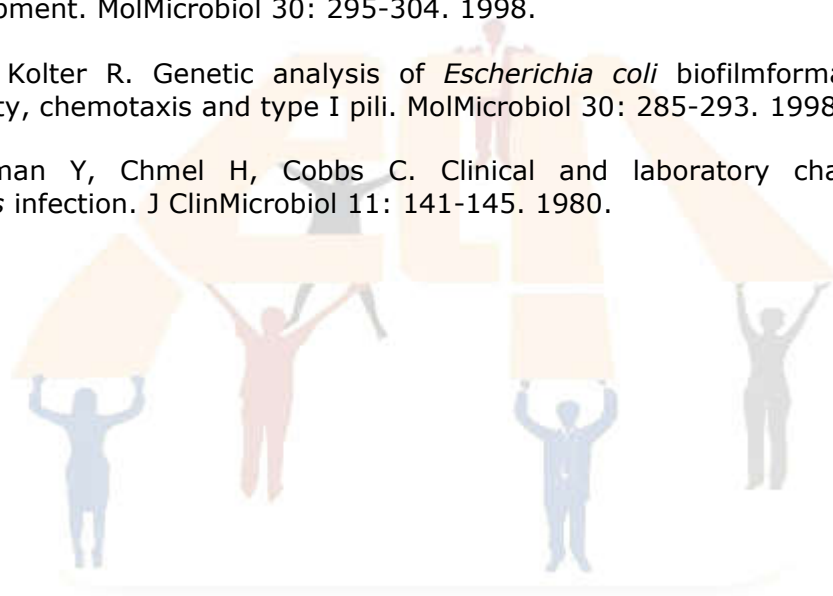 pment. MolMicrobiol 30: 295-304. 1998.
Kolter R. Genetic analysis of Escherichia coli biofilmforma
ty, chemotaxis and type I pili. MolMicrobiol 30: 285-293. 1998
man Y, Chmel H, Cobbs C. Clinical and laboratory cha
s infection. J ClinMicrobiol 11: 141-145. 1980.